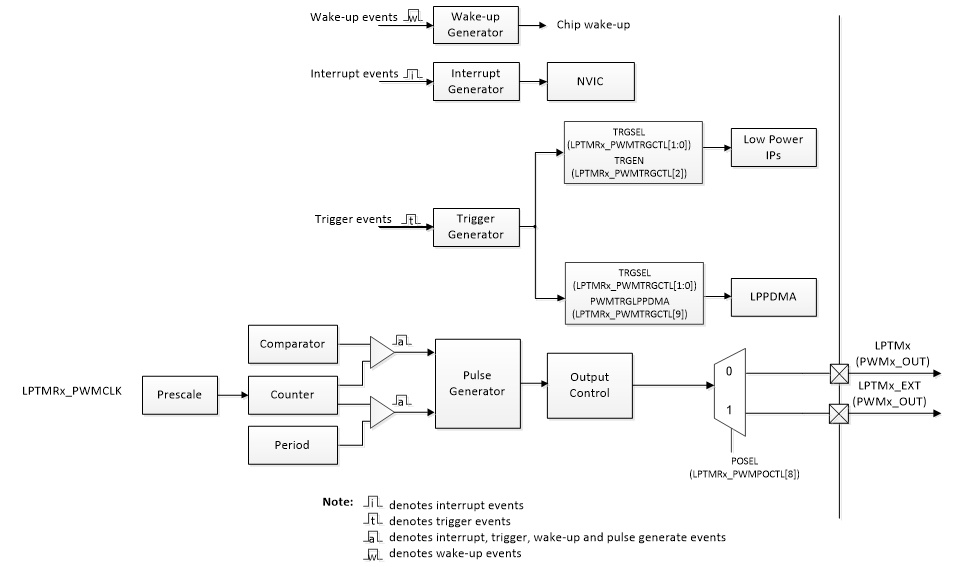 Wake-up events
w
Wake-up
Generator
Chip wake-up
Interrupt events
i
Interrupt
Generator
NVIC
TRGSEL
(LPTMRx_PWMTRGCTL[1:0])
TRGEN
(LPTMRx_PWMTRGCTL[2])
Low Power
IPs
Trigger events
t
Trigger
Generator
TRGSEL
(LPTMRx_PWMTRGCTL[1:0])
PWMTRGLPPDMA
(LPTMRx_PWMTRGCTL[9])
LPPDMA
Comparator
a
LPTMRx_PWMCLK
Prescale
Counter
a
Period
Pulse
Generator
Output
Control
0
1
POSEL
(LPTMRx_PWMPOCTL[8])
LPTMx
(PWMx_OUT)
LPTMx_EXT
(PWMx_OUT)
Note:
i denotes interrupt events
t denotes trigger events
a denotes interrupt, trigger, wake-up and pulse generate events
w denotes wake-up events